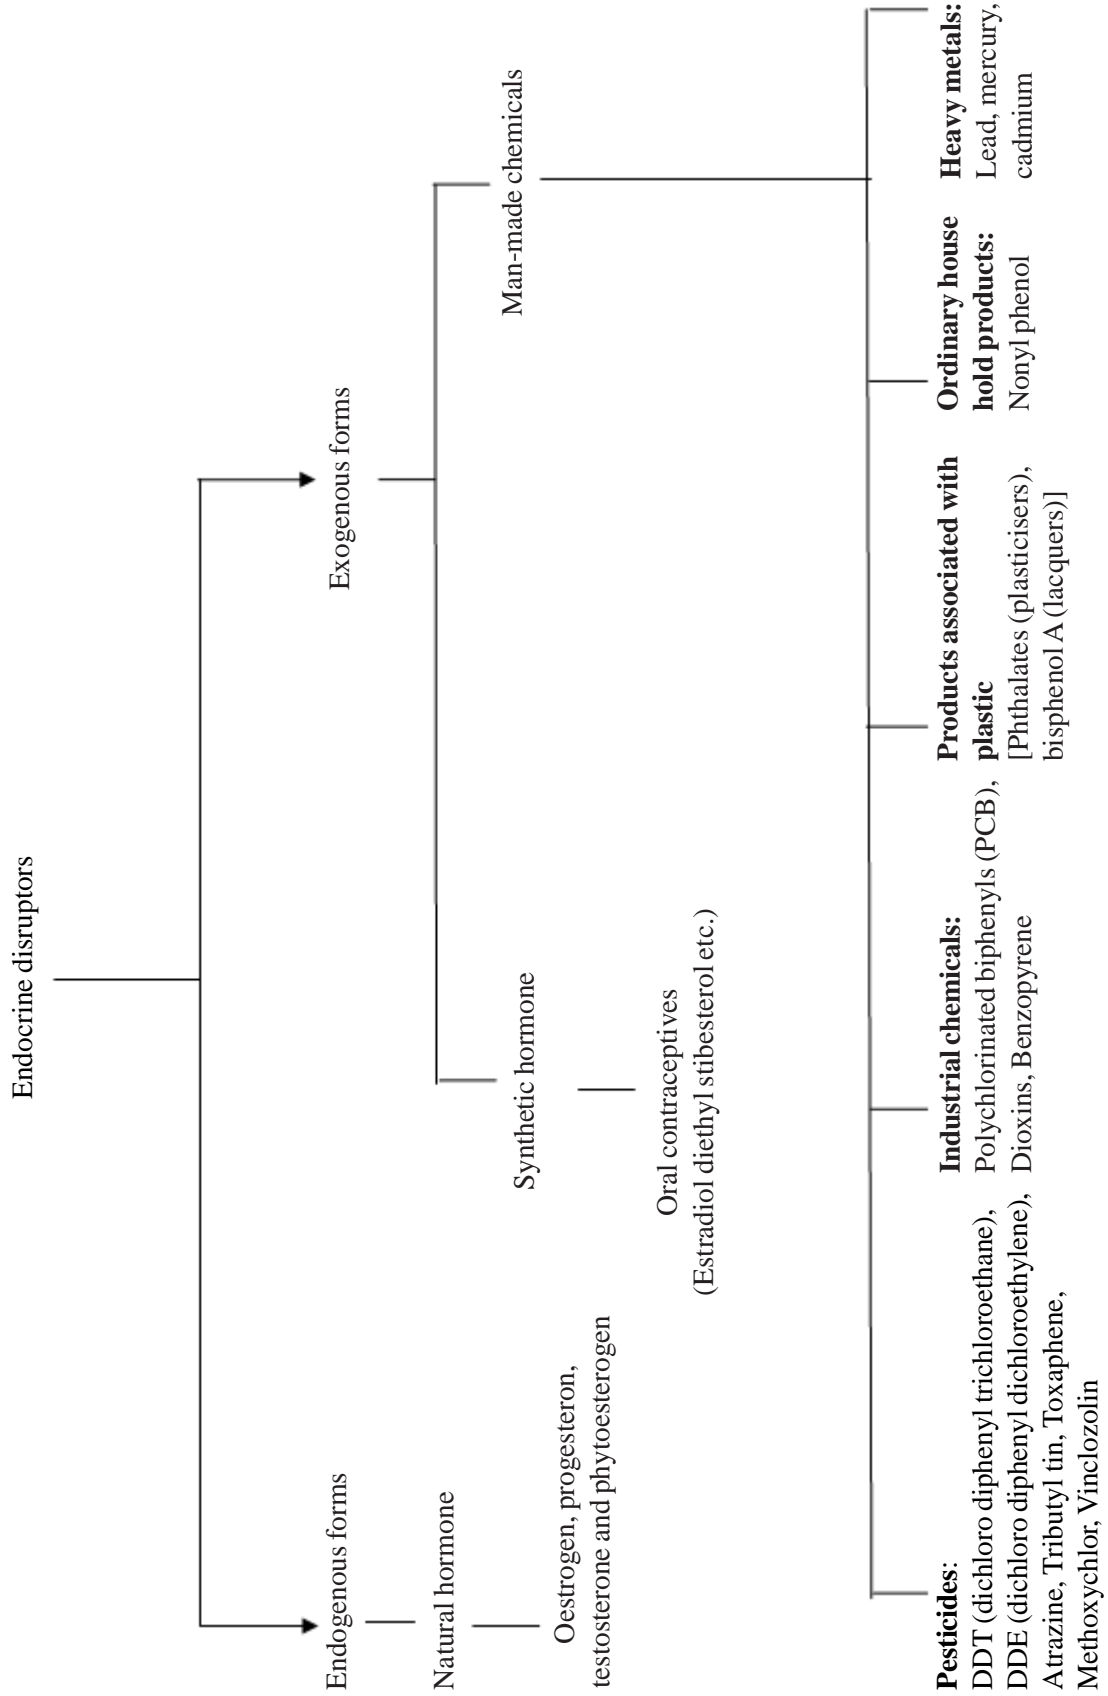 Endocrine disruptors
Endogenous forms
Exogenous forms
Natural hormone
Synthetic hormone
Man-made chemicals
Oestrogen, progesteron,
testosterone and phytoesterogen
Oral contraceptives
(Estradiol diethyl stibesterol etc.)
Pesticides:
DDT (dichloro diphenyl trichloroethane),
DDE (dichloro diphenyl dichloroethylene),
Atrazine, Tributyl tin, Toxaphene,
Methoxychlor, Vinclozolin
Industrial chemicals:
Polychlorinated biphenyls (PCB),
Dioxins, Benzopyrene
Products associated with
plastic
[Phthalates (plasticisers),
bisphenol A (lacquers)]
Ordinary house
hold products:
Nonyl phenol
Heavy metals:
Lead, mercury,
cadmium